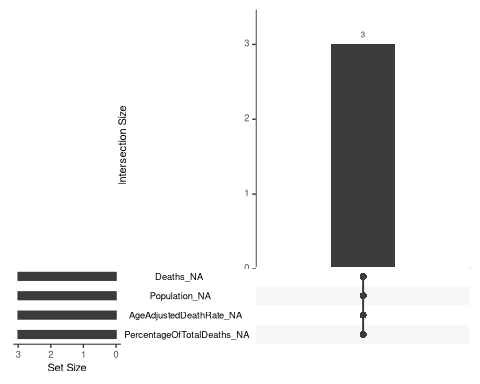 3
3
2
Intersection Size
1
0
Deaths_NA
Population_NA
AgeAdjustedDeathRate_NA
PercentageOfTotalDeaths_NA
3 2 1 0
Set Size